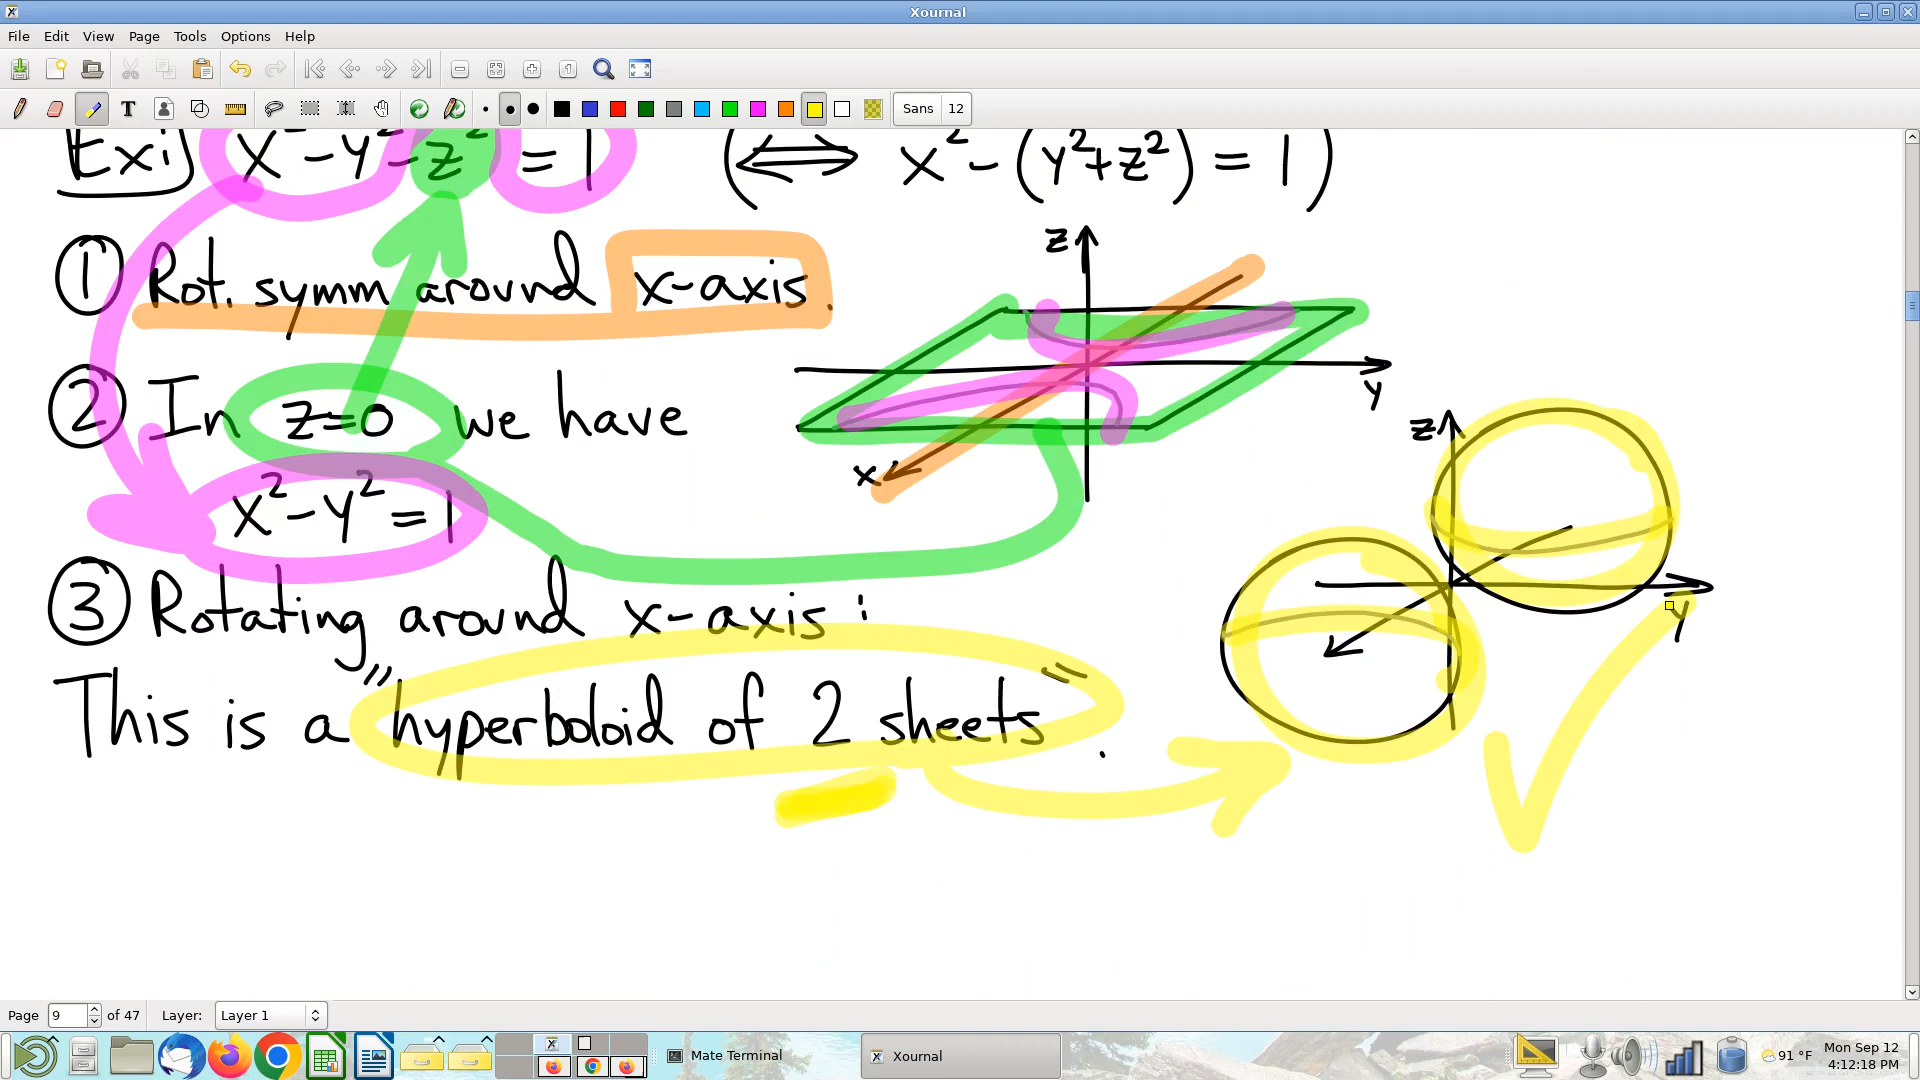 Xournal
File Edit View Page Tools Options Help
Sans 12
Ex: x² - y² - z² = 1 (⟺ x² - (y² + z²) = 1)
① Rot. symm around x-axis.
z
y
x
② In z=0 we have
x² - y² = 1
z
y
③ Rotating around x-axis:
This is a "hyperboloid of 2 sheets".
Page 9 of 47 Layer: Layer 1
Mate Terminal
Xournal
91 °F
Mon Sep 12
4:12:18 PM